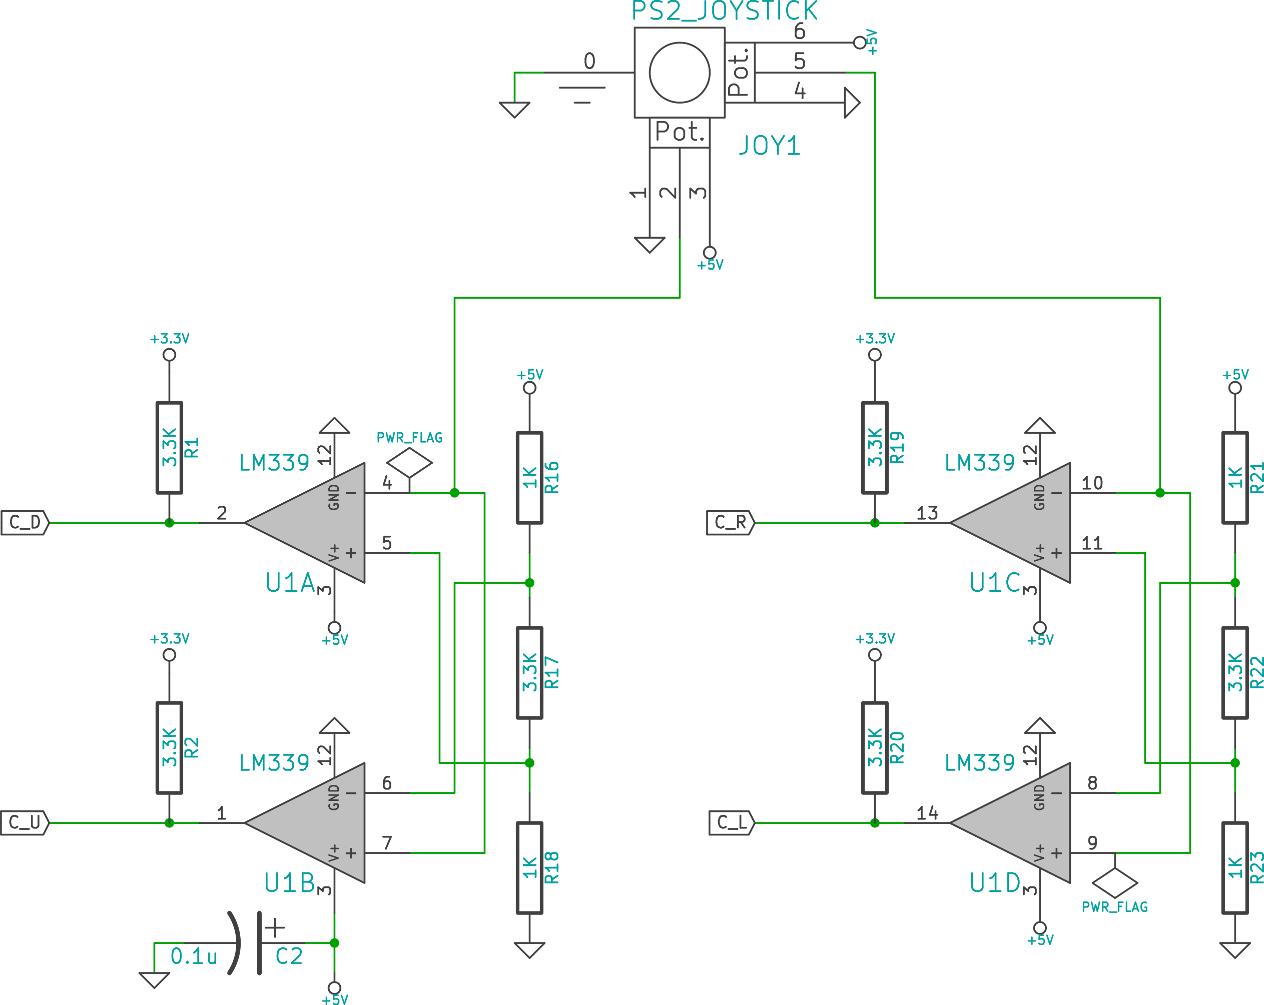 PS2_JOYSTICK
6
+5V
0
5
Pot.
4
Pot.
JOY1
1
2
3
+5V
+3.3V
+3.3V
+5V
+5V
PWR_FLAG
3.3K
R1
LM339
12
GND
4
1K
R16
C_D
2
5
V+
U1A
3
+5V
3.3K
R19
LM339
12
GND
10
1K
R21
C_R
13
11
V+
U1C
3
+5V
+3.3V
3.3K
R17
+3.3V
3.3K
R22
3.3K
R2
LM339
12
GND
6
C_U
1
7
V+
U1B
3
1K
R18
3.3K
R20
LM339
12
GND
8
C_L
14
9
V+
U1D
3
1K
R23
PWR_FLAG
+5V
0.1u
C2
+5V